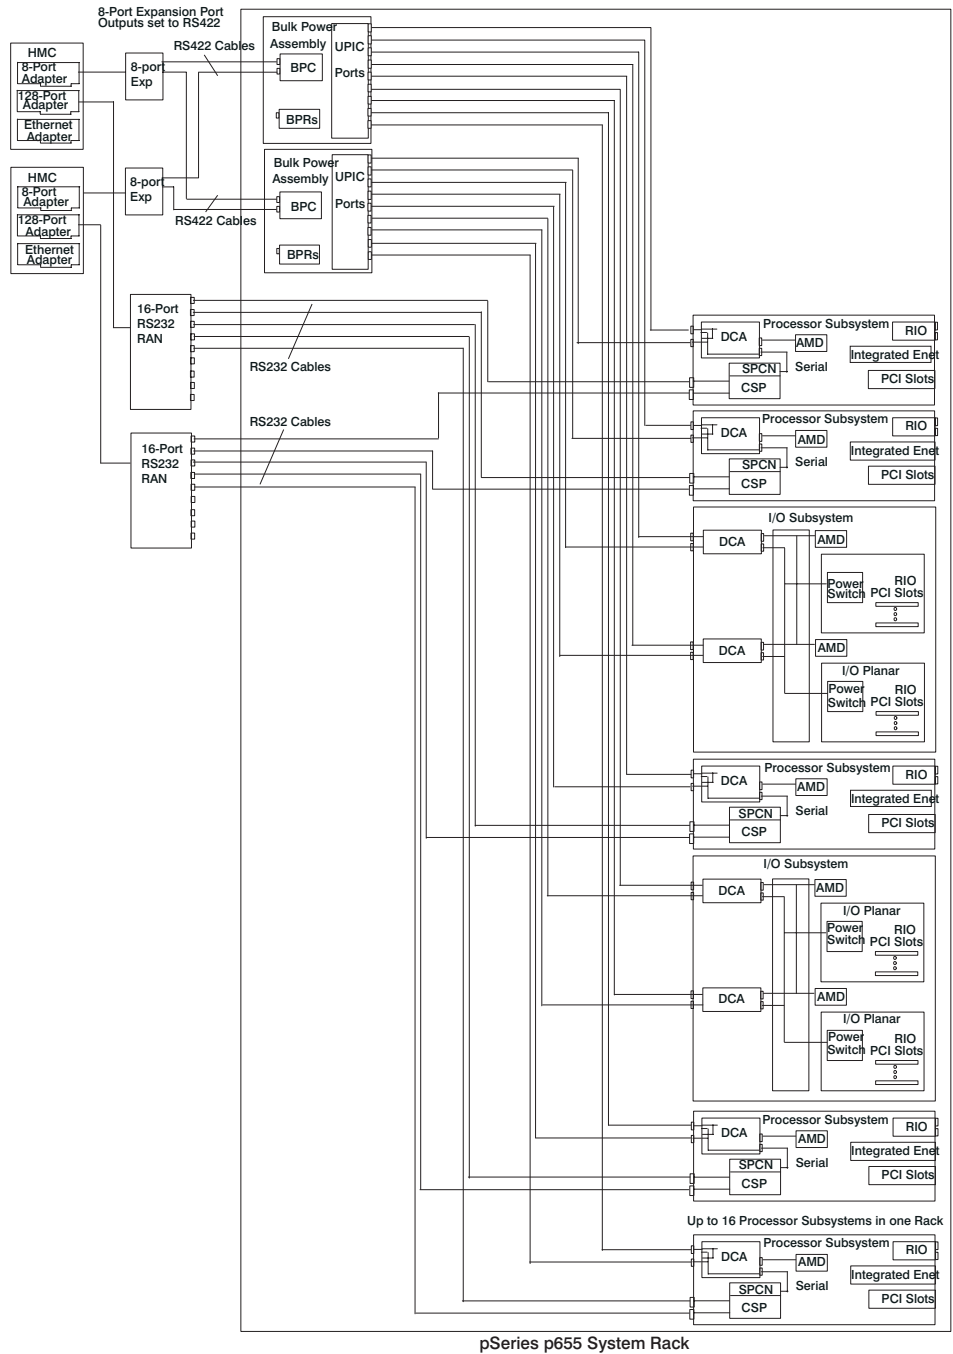 8-Port Expansion Port
Outputs set to RS422
HMC
8-Port
Adapter
128-Port
Adapter
Ethernet
Adapter
8-port
Exp
RS422 Cables
Bulk Power
Assembly
BPC
BPRs
UPIC
Ports
HMC
8-Port
Adapter
128-Port
Adapter
Ethernet
Adapter
8-port
Exp
RS422 Cables
Bulk Power
Assembly
BPC
BPRs
UPIC
Ports
16-Port
RS232
RAN
RS232 Cables
16-Port
RS232
RAN
RS232 Cables
Processor Subsystem
DCA
AMD
RIO
Integrated Enet
SPCN
Serial
PCI Slots
CSP
Processor Subsystem
DCA
AMD
RIO
Integrated Enet
SPCN
Serial
PCI Slots
CSP
I/O Subsystem
DCA
AMD
Power
Switch
RIO
PCI Slots
DCA
AMD
I/O Planar
Power
Switch
RIO
PCI Slots
Processor Subsystem
DCA
AMD
RIO
Integrated Enet
SPCN
Serial
PCI Slots
CSP
I/O Subsystem
DCA
AMD
I/O Planar
Power
Switch
RIO
PCI Slots
DCA
AMD
I/O Planar
Power
Switch
RIO
PCI Slots
Processor Subsystem
DCA
AMD
RIO
Integrated Enet
SPCN
Serial
PCI Slots
CSP
Up to 16 Processor Subsystems in one Rack
Processor Subsystem
DCA
AMD
RIO
Integrated Enet
SPCN
Serial
PCI Slots
CSP
pSeries p655 System Rack